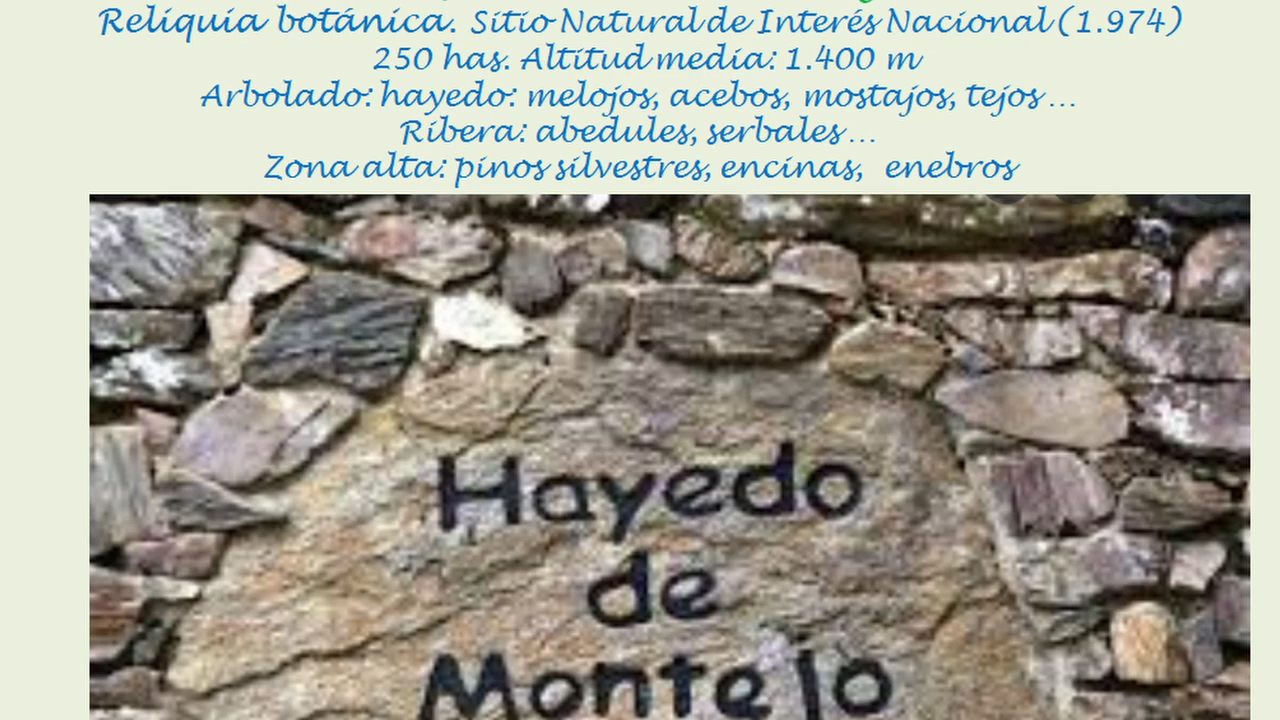 Reliquia botánica. Sitio Natural de Interés Nacional (1.974)
250 has. Altitud media: 1.400 m
Arbolado: hayedo: melojos, acebos, mostajos, tejos...
Ribera: abedules, serbales...
Zona alta: pinos silvestres, encinas, enebros
Hayedo
de
Montejo